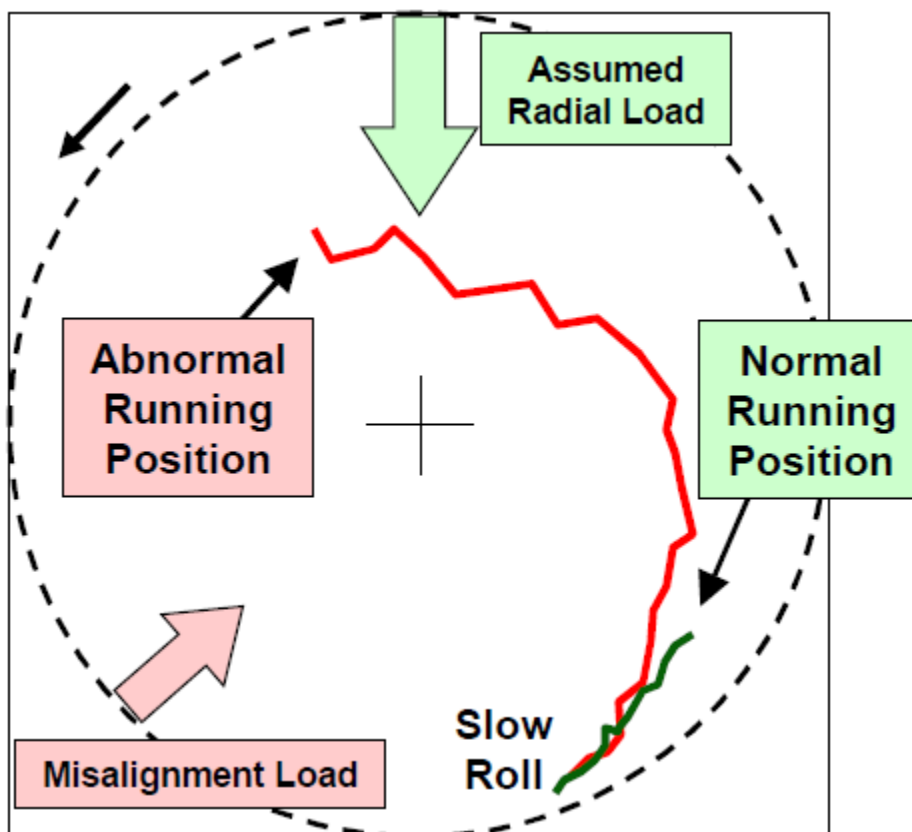 Assumed
Radial Load
Abnormal
Running
Position
Normal
Running
Position
Slow
Roll
Misalignment Load